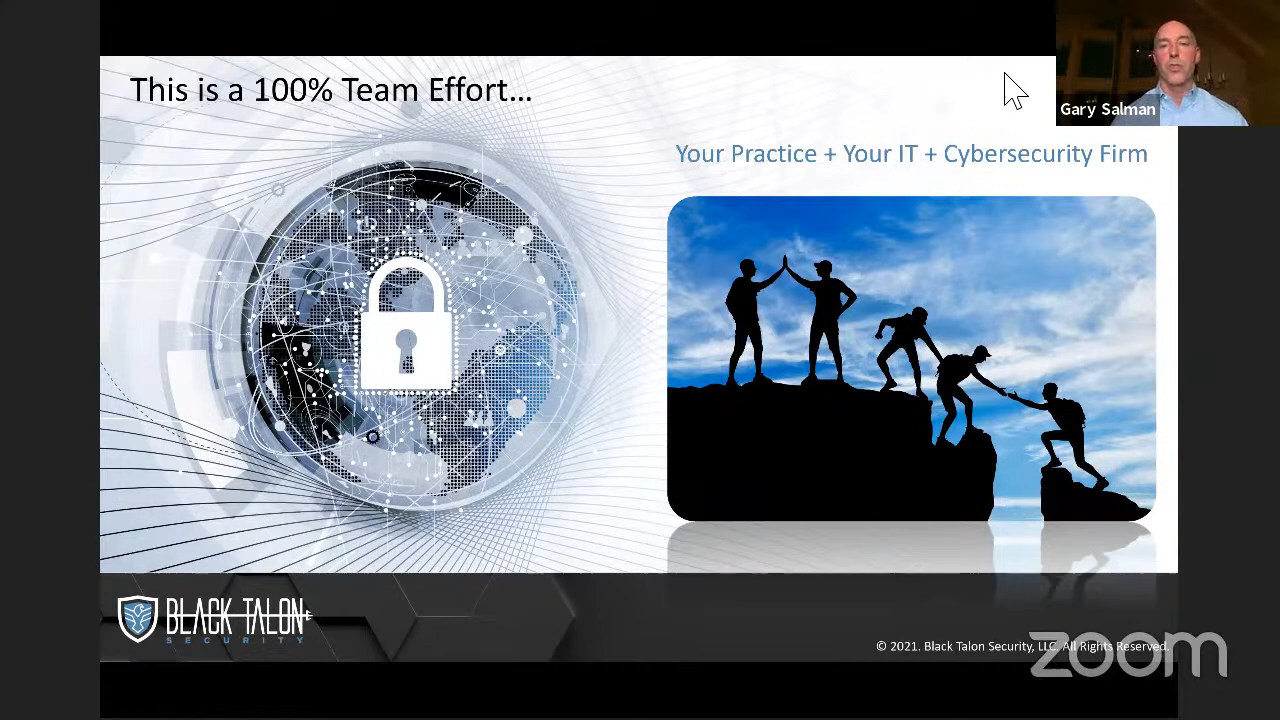 This is a 100% Team Effort...
Gary Salman
Your Practice + Your IT + Cybersecurity Firm
BLACK TALON
SECURITY
© 2021. Black Talon Security, LLC, All Rights Reserved.
zoom